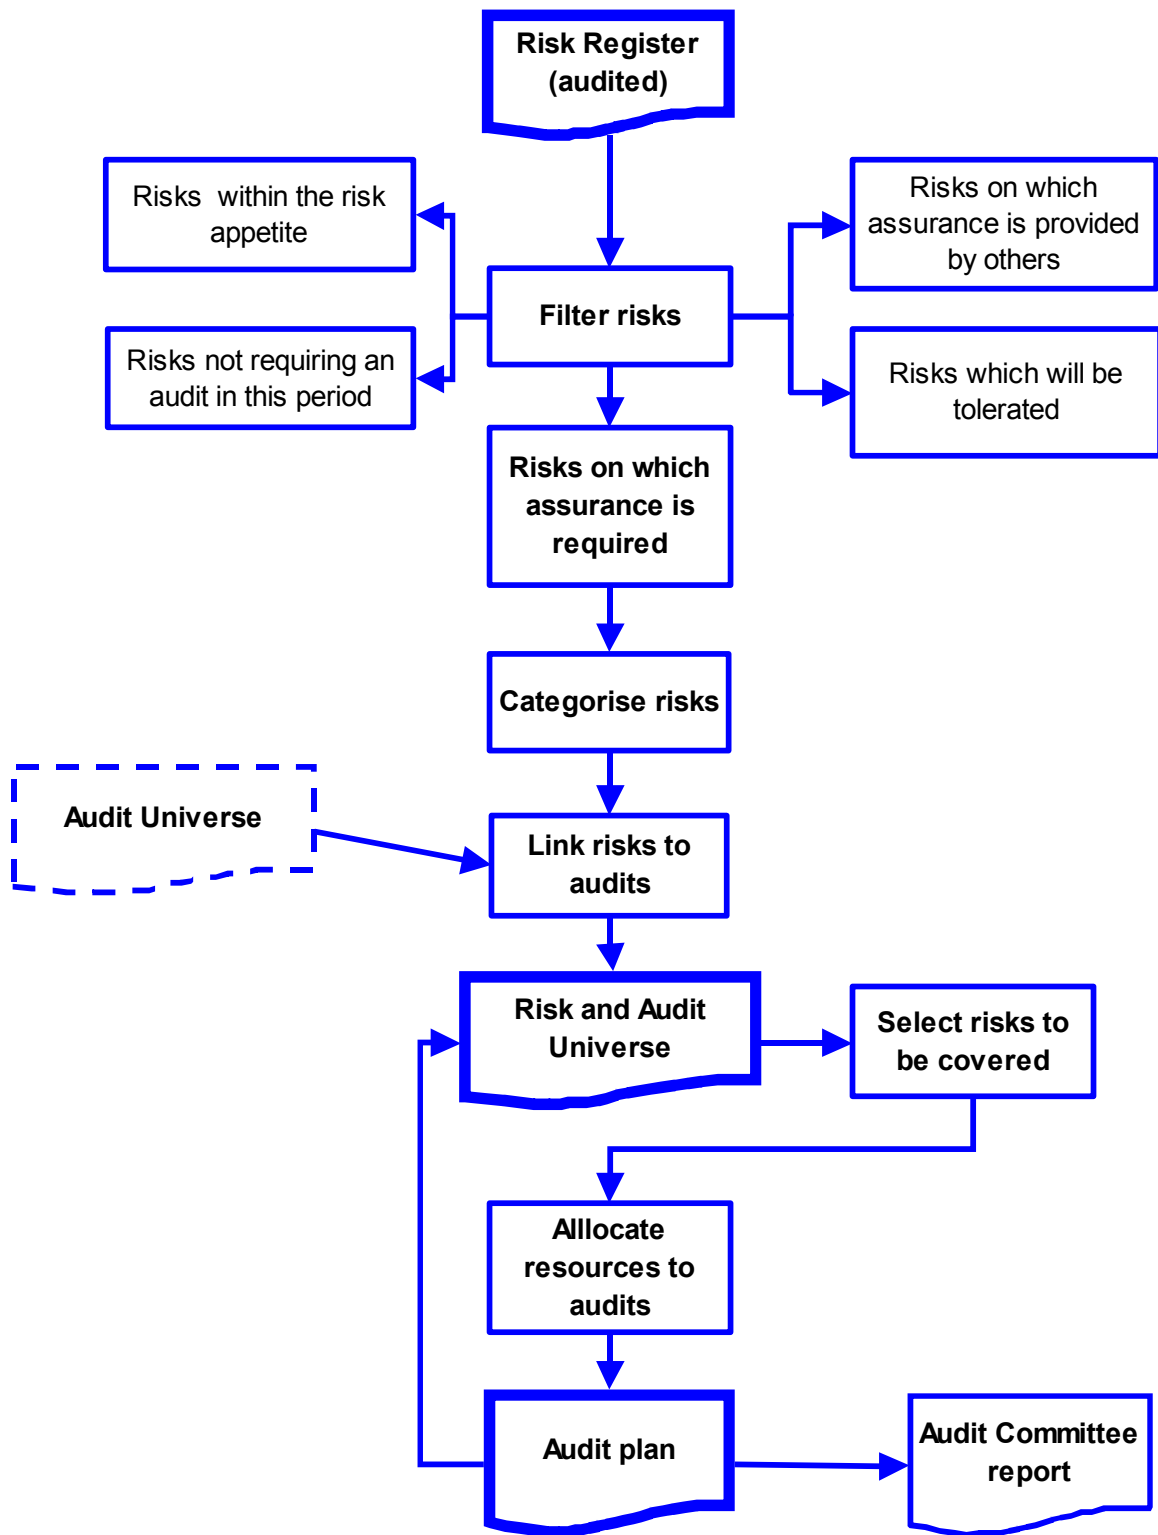 Risk Register
(audited)
Risks within the risk
appetite
Risks on which
assurance is provided
by others
Filter risks
Risks not requiring an
audit in this period
Risks which will be
tolerated
Risks on which
assurance is
required
Categorise risks
Audit Universe
Link risks to
audits
Risk and Audit
Universe
Select risks to
be covered
Alllocate
resources to
audits
Audit plan
Audit Committee
report